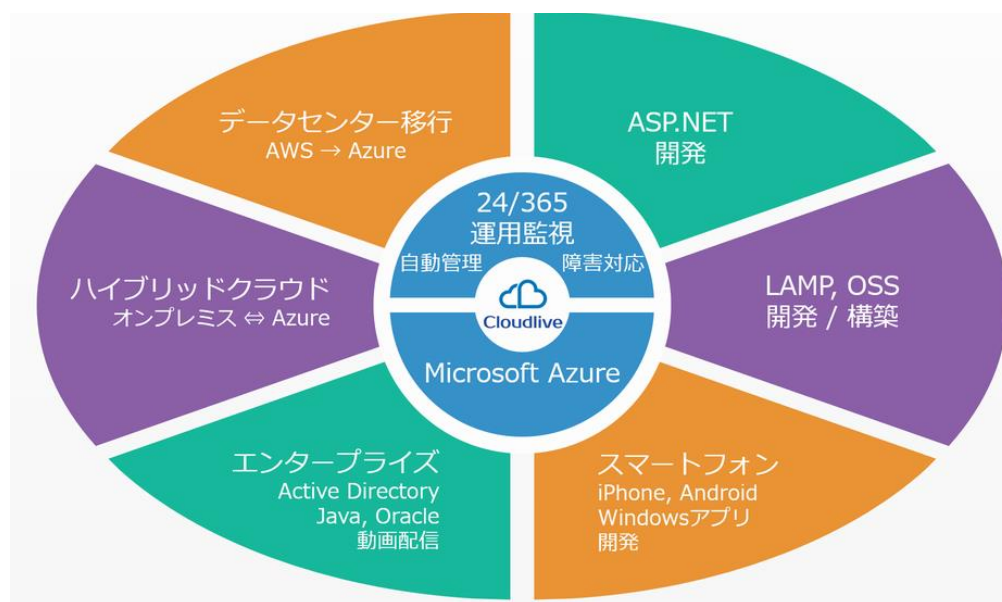 データセンター移行
AWS → Azure
ASP.NET
開発
24/365
運用監視
自動管理
障害対応
Cloudlive
Microsoft Azure
ハイブリッドクラウド
オンプレミス ⇔ Azure
LAMP, OSS
開発 / 構築
エンタープライズ
Active Directory
Java, Oracle
動画配信
スマートフォン
iPhone, Android
Windowsアプリ
開発